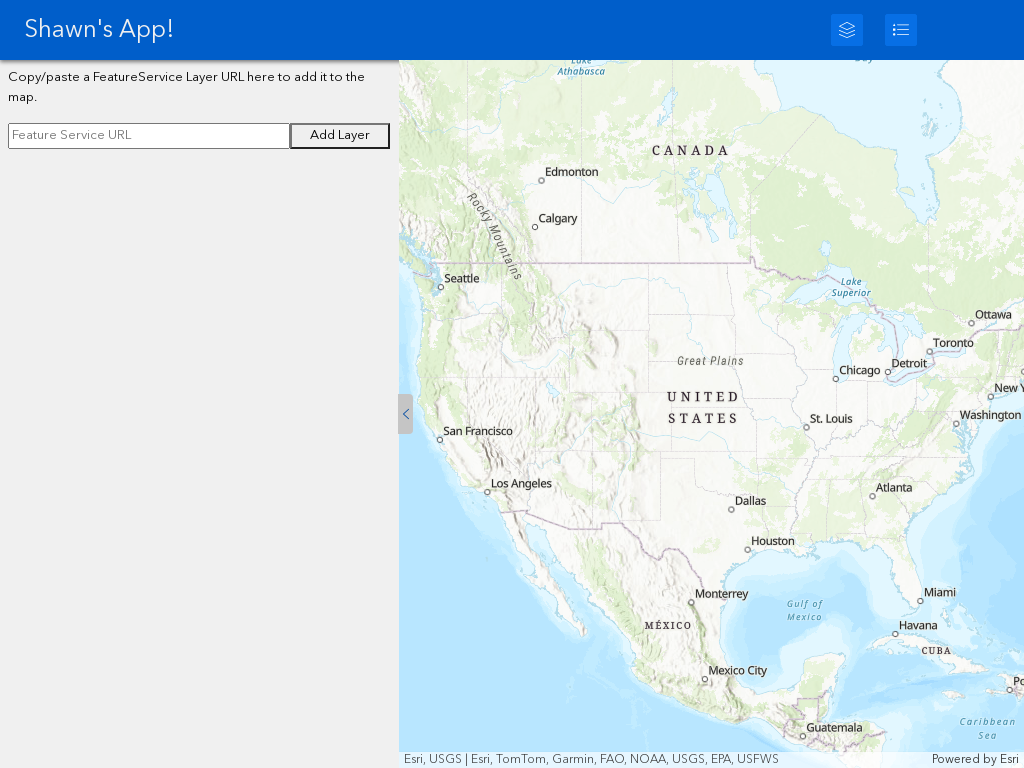 Shawn's App!
Copy/paste a FeatureService Layer URL here to add it to the
map.
Feature Service URL
Add Layer
Lake
Athabasca
Bay
CANADA
Edmonton
Calgary
Rocky Mountains
Seattle
Lake
Superior
Ottawa
Toronto
Detroit
Chicago
Great Plains
New Y
UNITED
STATES
St. Louis
Washington
San Francisco
Los Angeles
Atlanta
Dallas
Houston
Monterrey
Miami
Gulf of
Mexico
Havana
MÉXICO
CUBA
Mexico City
Po
Caribbean
Sea
Guatemala
Esri, USGS | Esri, TomTom, Garmin, FAO, NOAA, USGS, EPA, USFWS
Powered by Esri